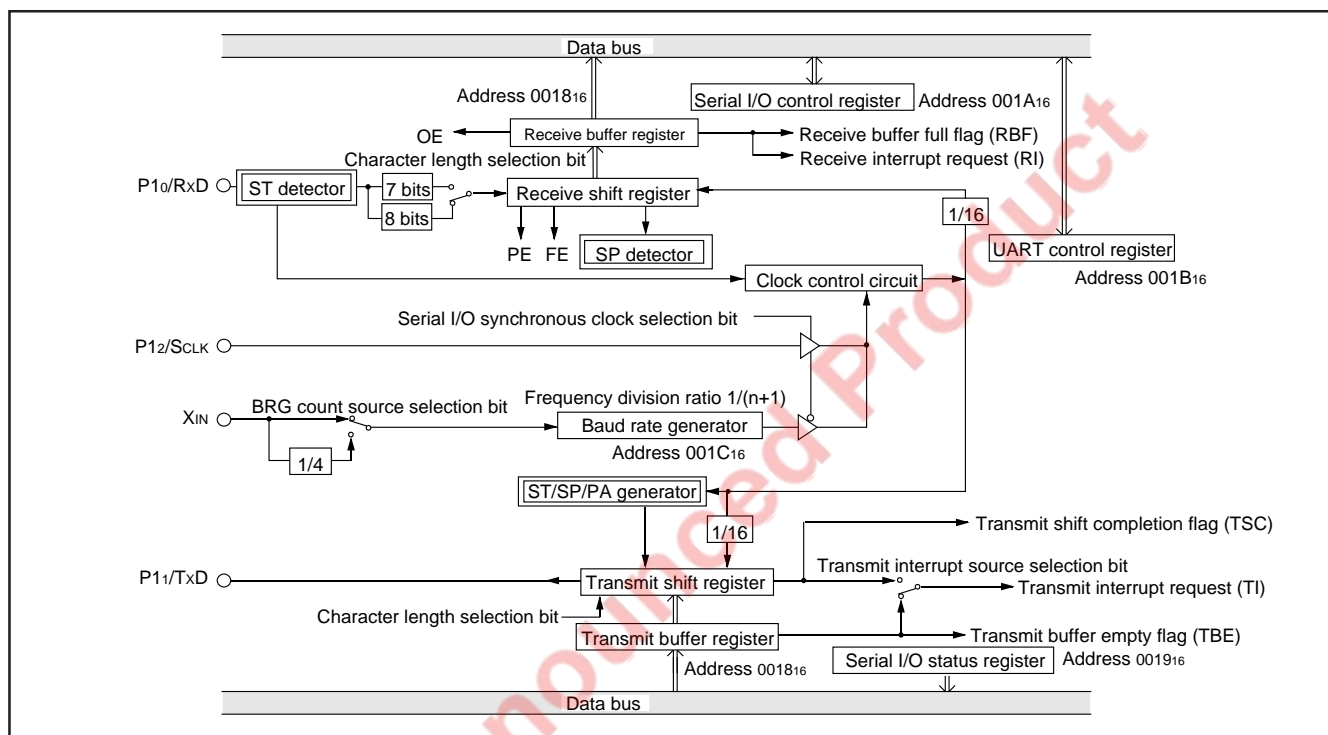 Data bus
Address 0018₁₆
Serial I/O control register
Address 001A₁₆
OE
Receive buffer register
Receive buffer full flag (RBF)
Character length selection bit
Receive interrupt request (RI)
P1₀/RxD
ST detector
7 bits
Receive shift register
8 bits
1/16
PE
FE
SP detector
UART control register
Clock control circuit
Address 001B₁₆
Serial I/O synchronous clock selection bit
P1₂/SCLK
XIN
BRG count source selection bit
Frequency division ratio 1/(n+1)
Baud rate generator
Address 001C₁₆
1/4
ST/SP/PA generator
1/16
Transmit shift completion flag (TSC)
Transmit interrupt source selection bit
P1₁/TxD
Transmit shift register
Transmit interrupt request (TI)
Character length selection bit
Transmit buffer register
Transmit buffer empty flag (TBE)
Address 0018₁₆
Serial I/O status register
Address 0019₁₆
Data bus
nounced Product